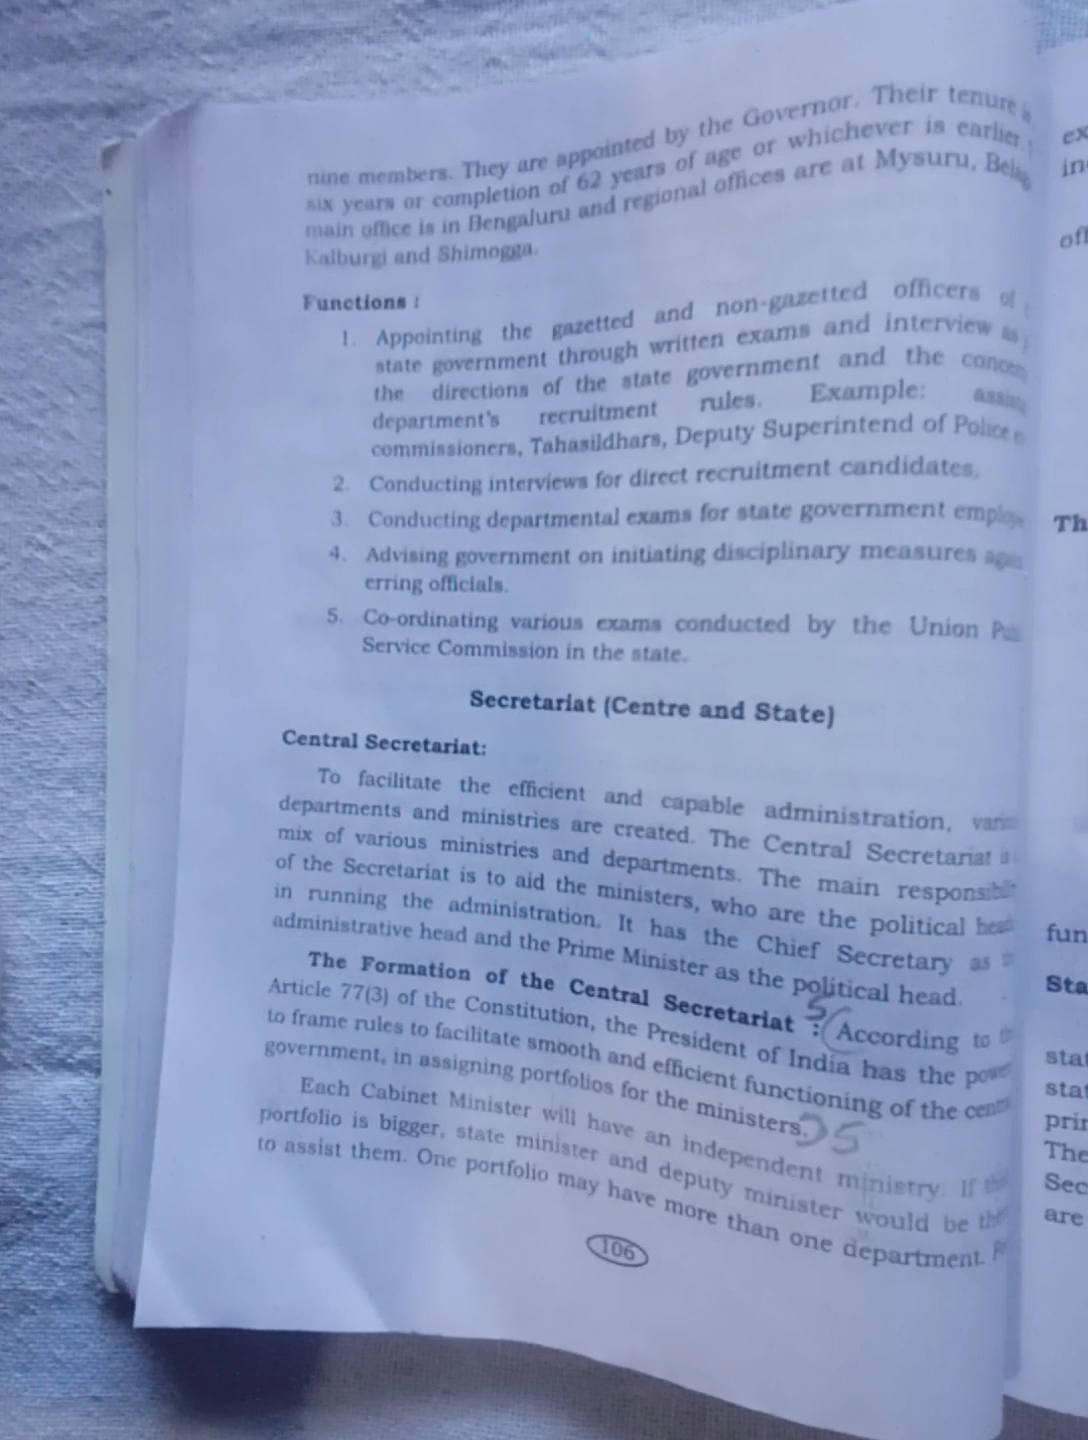 nine members. They are appointed by the Governor. Their tenure
six years or completion of 62 years of age or whichever is earlier.
main office is in Bengaluru and regional offices are at Mysuru,
Kalburgi and Shimogga.
Functions :
1. Appointing the gazetted and non-gazetted officers of
state government through written exams and interview as
the directions of the state government and the
department's recruitment rules. Example:
commissioners, Tahasildhars, Deputy Superintend of Police
2. Conducting interviews for direct recruitment candidates.
3. Conducting departmental exams for state government
4. Advising government on initiating disciplinary measures
erring officials.
5. Co-ordinating various exams conducted by the Union
Service Commission in the state.
Secretariat (Centre and State)
Central Secretariat:
To facilitate the efficient and capable administration,
departments and ministries are created. The Central Secretariat
mix of various ministries and departments. The main
of the Secretariat is to aid the ministers, who are the political
in running the administration. It has the Chief Secretary as
administrative head and the Prime Minister as the political head.
The Formation of the Central Secretariat : According to
Article 77(3) of the Constitution, the President of India has the
to frame rules to facilitate smooth and efficient functioning of the
government, in assigning portfolios for the ministers.
Each Cabinet Minister will have an independent ministry. If
portfolio is bigger, state minister and deputy minister would be
to assist them. One portfolio may have more than one department.
106
Th
fun
Sta
The
Sec
are